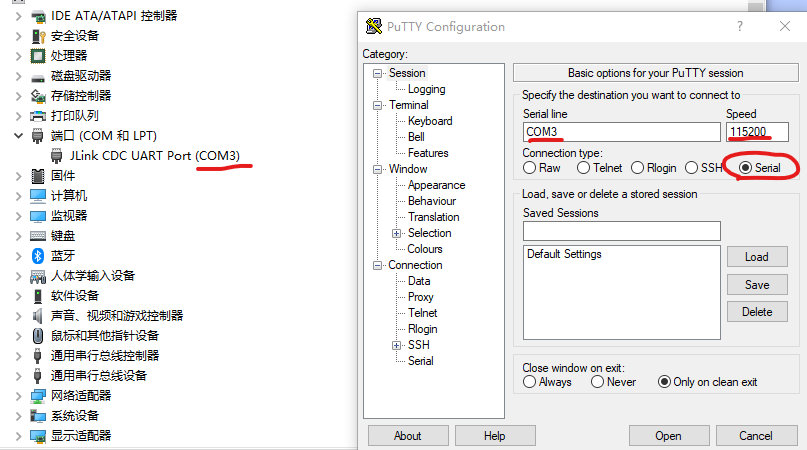 IDE ATA/ATAPI 控制器
安全设备
处理器
磁盘驱动器
存储控制器
打印队列
端口 (COM 和 LPT)
JLink CDC UART Port (COM3)
固件
计算机
监视器
键盘
蓝牙
人体学输入设备
软件设备
声音、视频和游戏控制器
鼠标和其他指针设备
通用串行总线控制器
通用串行总线设备
网络适配器
系统设备
显示适配器
PuTTY Configuration
Category:
Session
Logging
Terminal
Keyboard
Bell
Features
Window
Appearance
Behaviour
Translation
Selection
Colours
Connection
Data
Proxy
Telnet
Rlogin
SSH
Serial
Basic options for your PuTTY session
Specify the destination you want to connect to
Serial line Speed
COM3 115200
Connection type:
Raw Telnet Rlogin SSH Serial
Load, save or delete a stored session
Saved Sessions
Default Settings
Load
Save
Delete
Close window on exit:
Always Never Only on clean exit
About Help Open Cancel